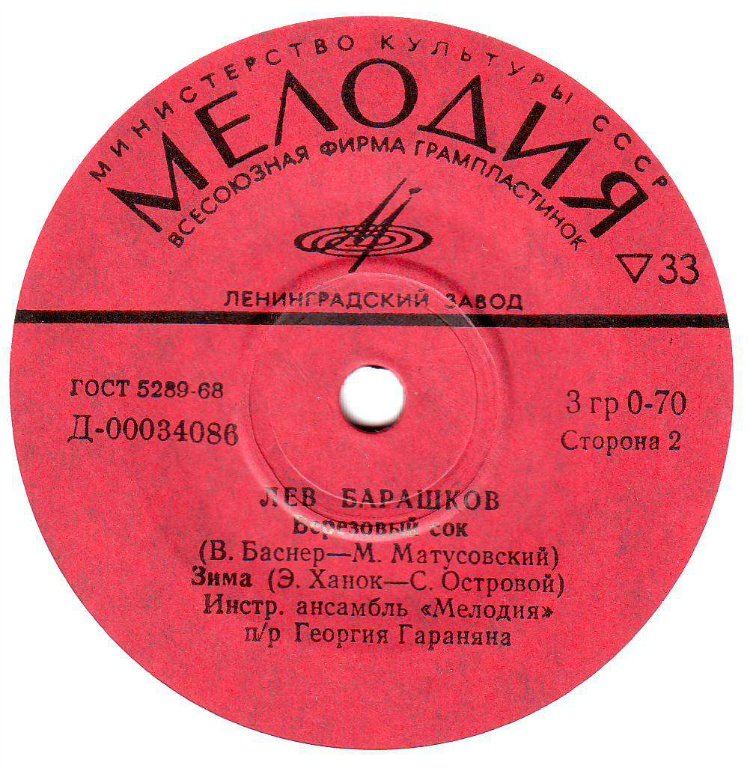 МИНИСТЕРСТВО КУЛЬТУРЫ СССР
МЕЛОДИЯ
ВСЕСОЮЗНАЯ ФИРМА ГРАМПЛАСТИНОК
33
ЛЕНИНГРАДСКИЙ ЗАВОД
ГОСТ 5289-68
Д-00034086
3 гр 0-70
Сторона 2
ЛЕВ БАРАШКОВ
Березовый сок
(В. Баснер—М. Матусовский)
Зима (Э. Ханок—С. Островой)
Инстр. ансамбль «Мелодия»
п/р Георгия Гараняна